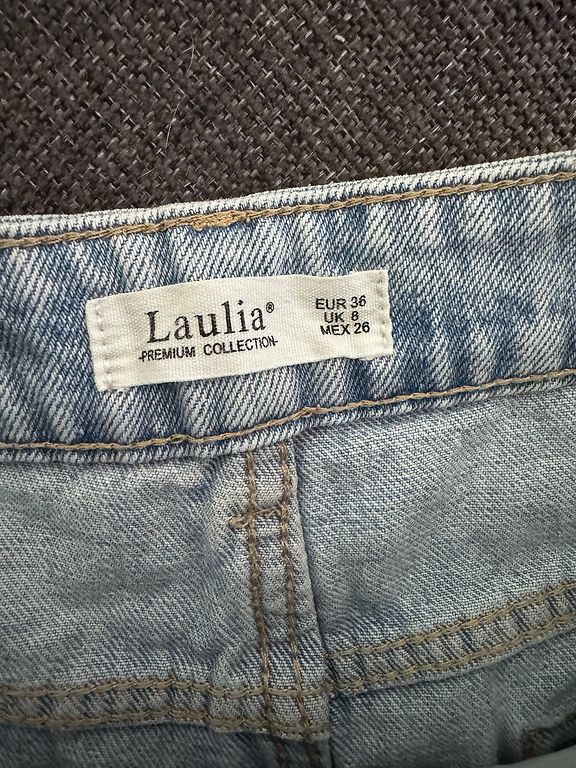 Laulia®
-PREMIUM COLLECTION-
EUR 36
UK 8
MEX 26